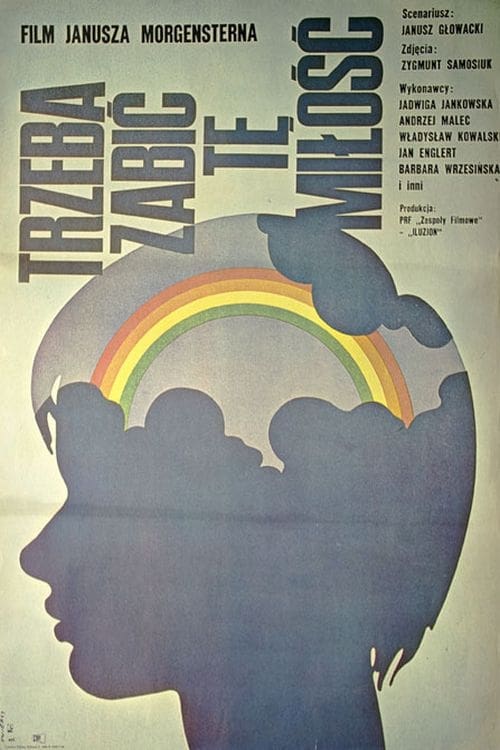 FILM JANUSZA MORGENSTERNA
TRZEBA
ZABIĆ
TĘ
MIŁOŚĆ
Scenariusz:
JANUSZ GŁOWACKI
Zdjęcia:
ZYGMUNT SAMOSIUK
Wykonawcy:
JADWIGA JANKOWSKA
ANDRZEJ MALEC
WŁADYSŁAW KOWALSKI
JAN ENGLERT
BARBARA WRZESIŃSKA
i inni
Produkcja:
PRF „Zespoły Filmowe"
– „ILUZJON"